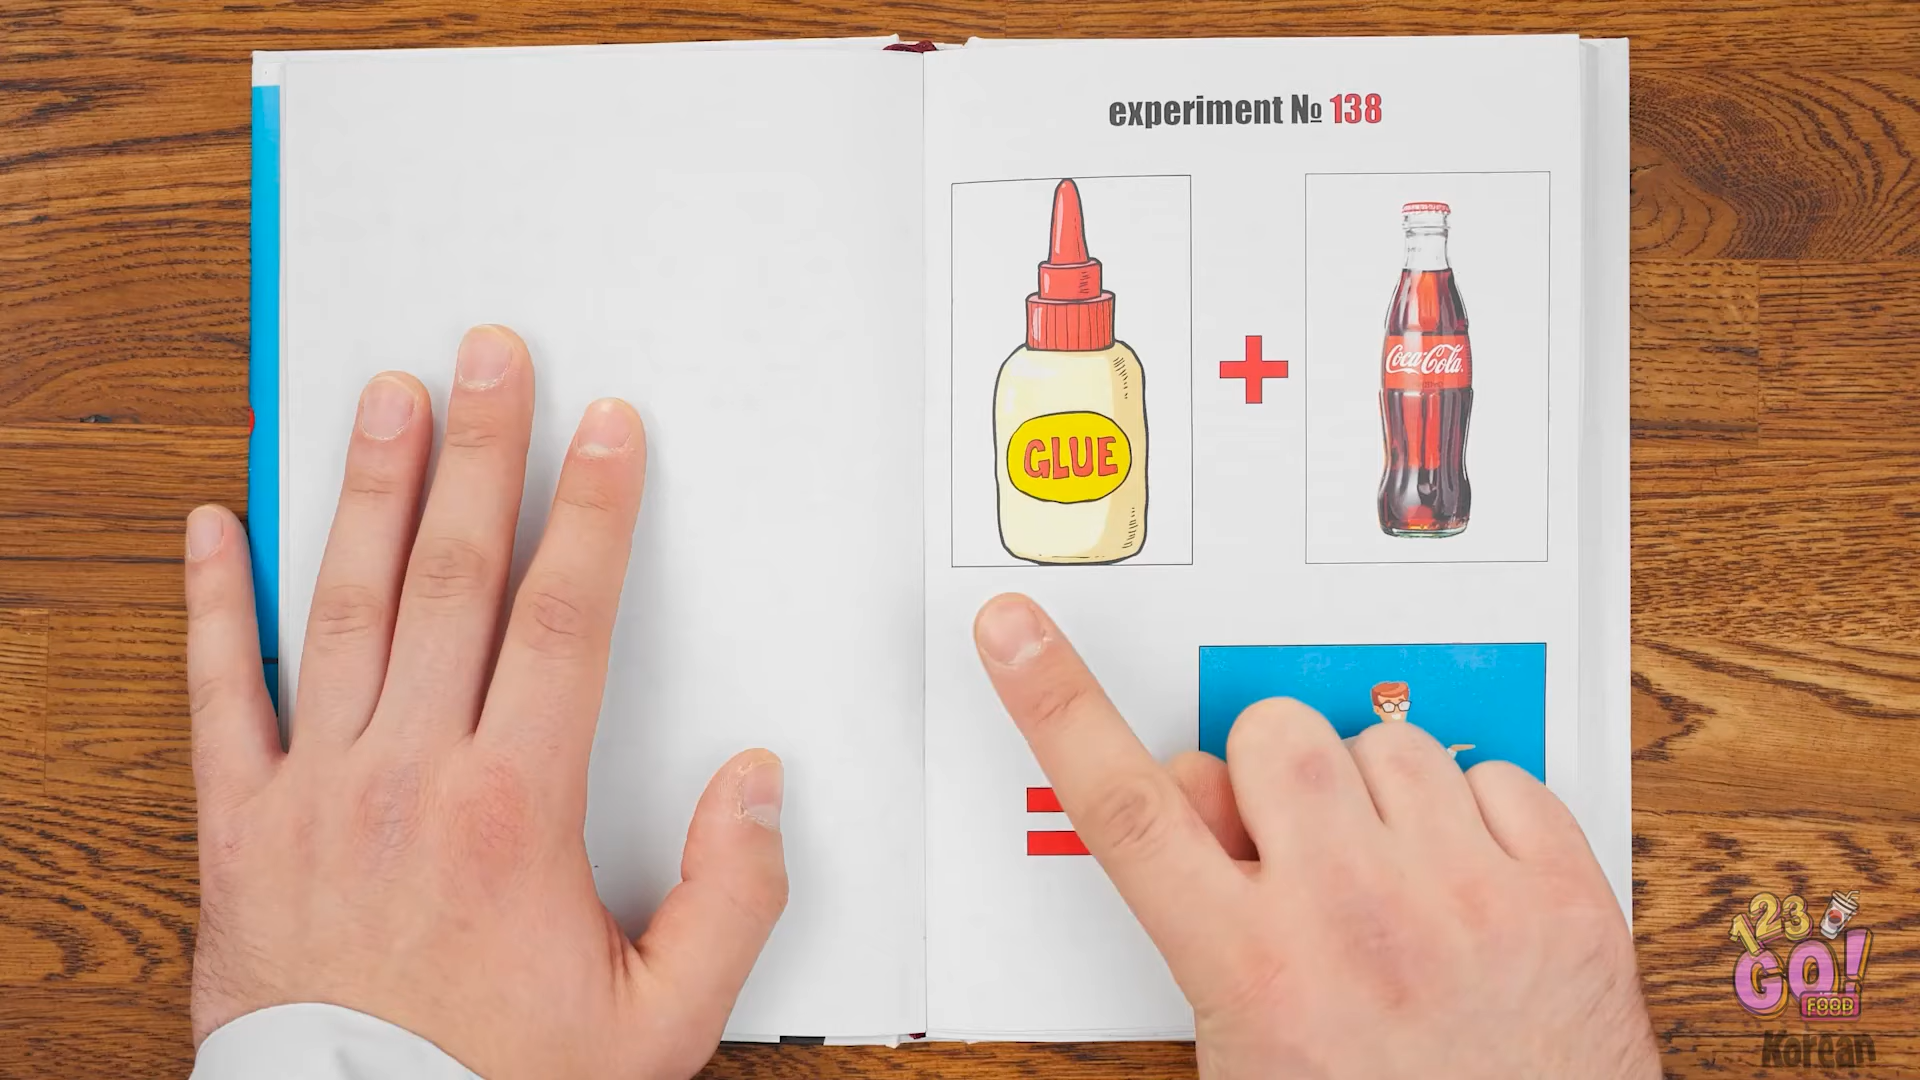 experiment № 138
GLUE
Coca-Cola
123
GO!
FOOD
Korean